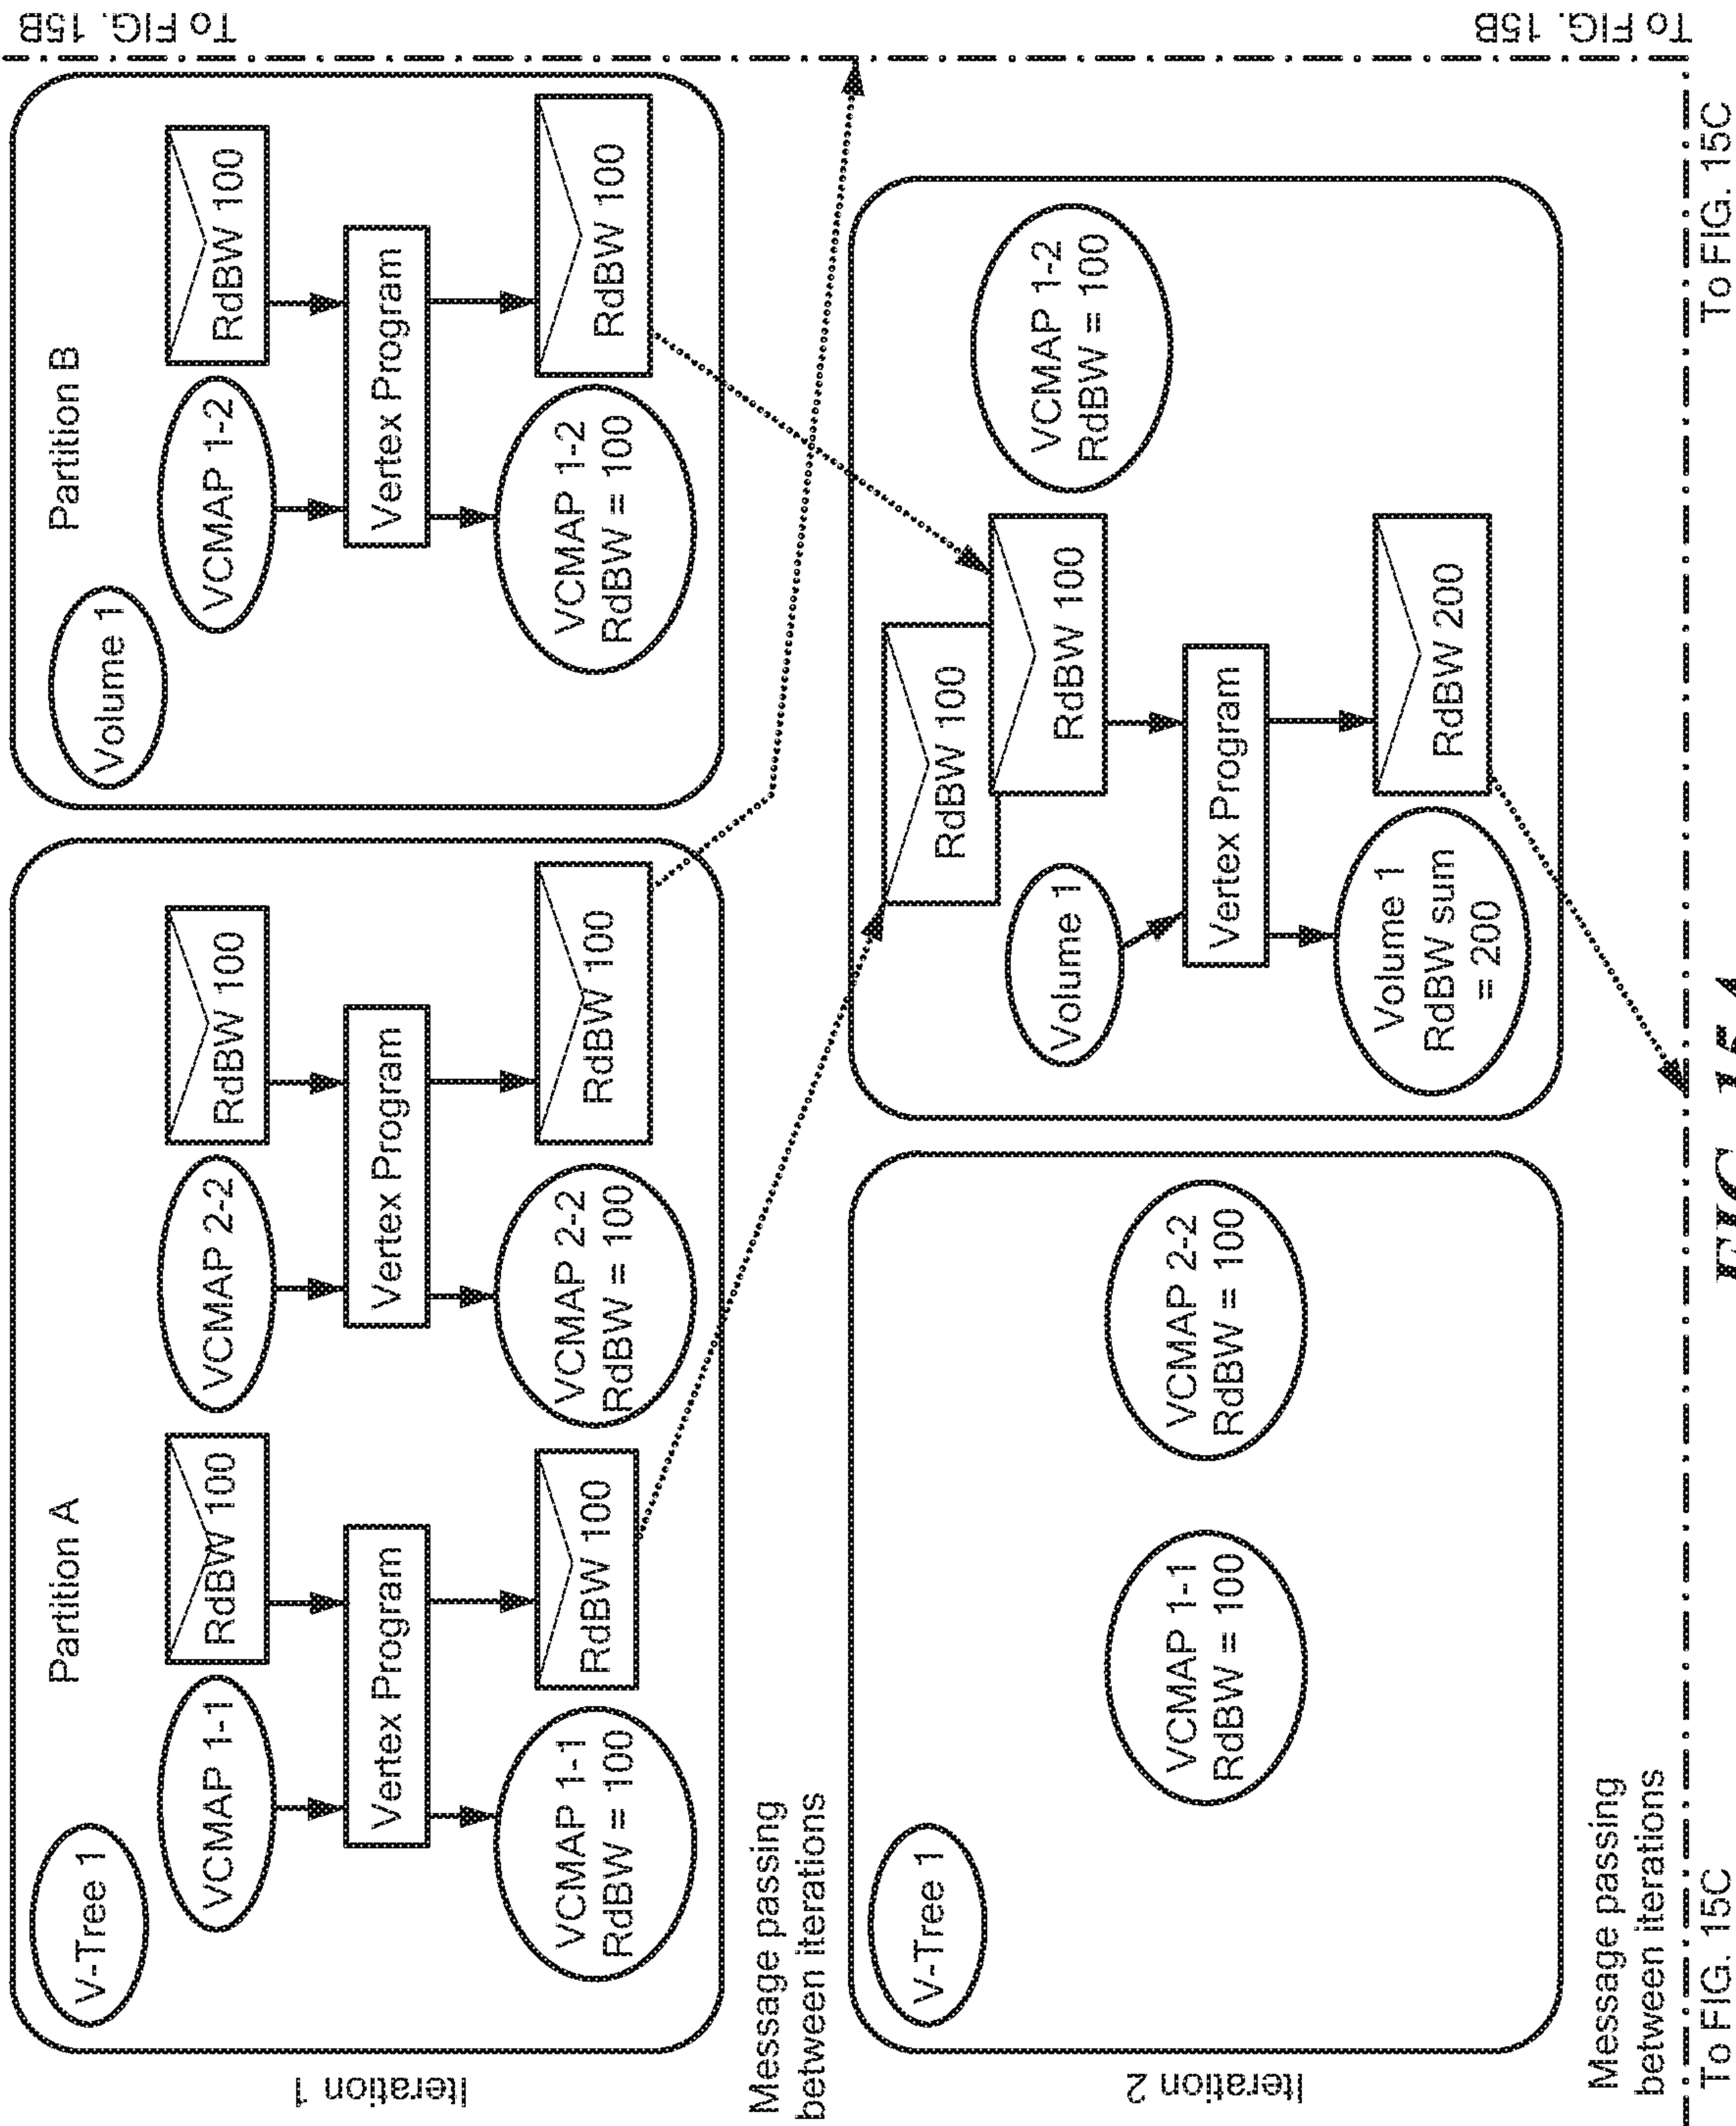 Iteration 1
Partition A
V-Tree 1
VCMAP 1-1
RdBW 100
VCMAP 2-2
RdBW 100
Vertex Program
Vertex Program
VCMAP 1-1
RdBW = 100
RdBW 100
VCMAP 2-2
RdBW = 100
RdBW 100
Partition B
Volume 1
VCMAP 1-2
RdBW 100
Vertex Program
VCMAP 1-2
RdBW = 100
RdBW 100
To FIG. 15B
Message passing
between iterations
Iteration 2
V-Tree 1
VCMAP 1-1
RdBW = 100
VCMAP 2-2
RdBW = 100
RdBW 100
RdBW 100
Volume 1
VCMAP 1-2
RdBW = 100
Vertex Program
Volume 1
RdBW sum
= 200
RdBW 200
To FIG. 15B
Message passing
between iterations
To FIG. 15C
To FIG. 15C